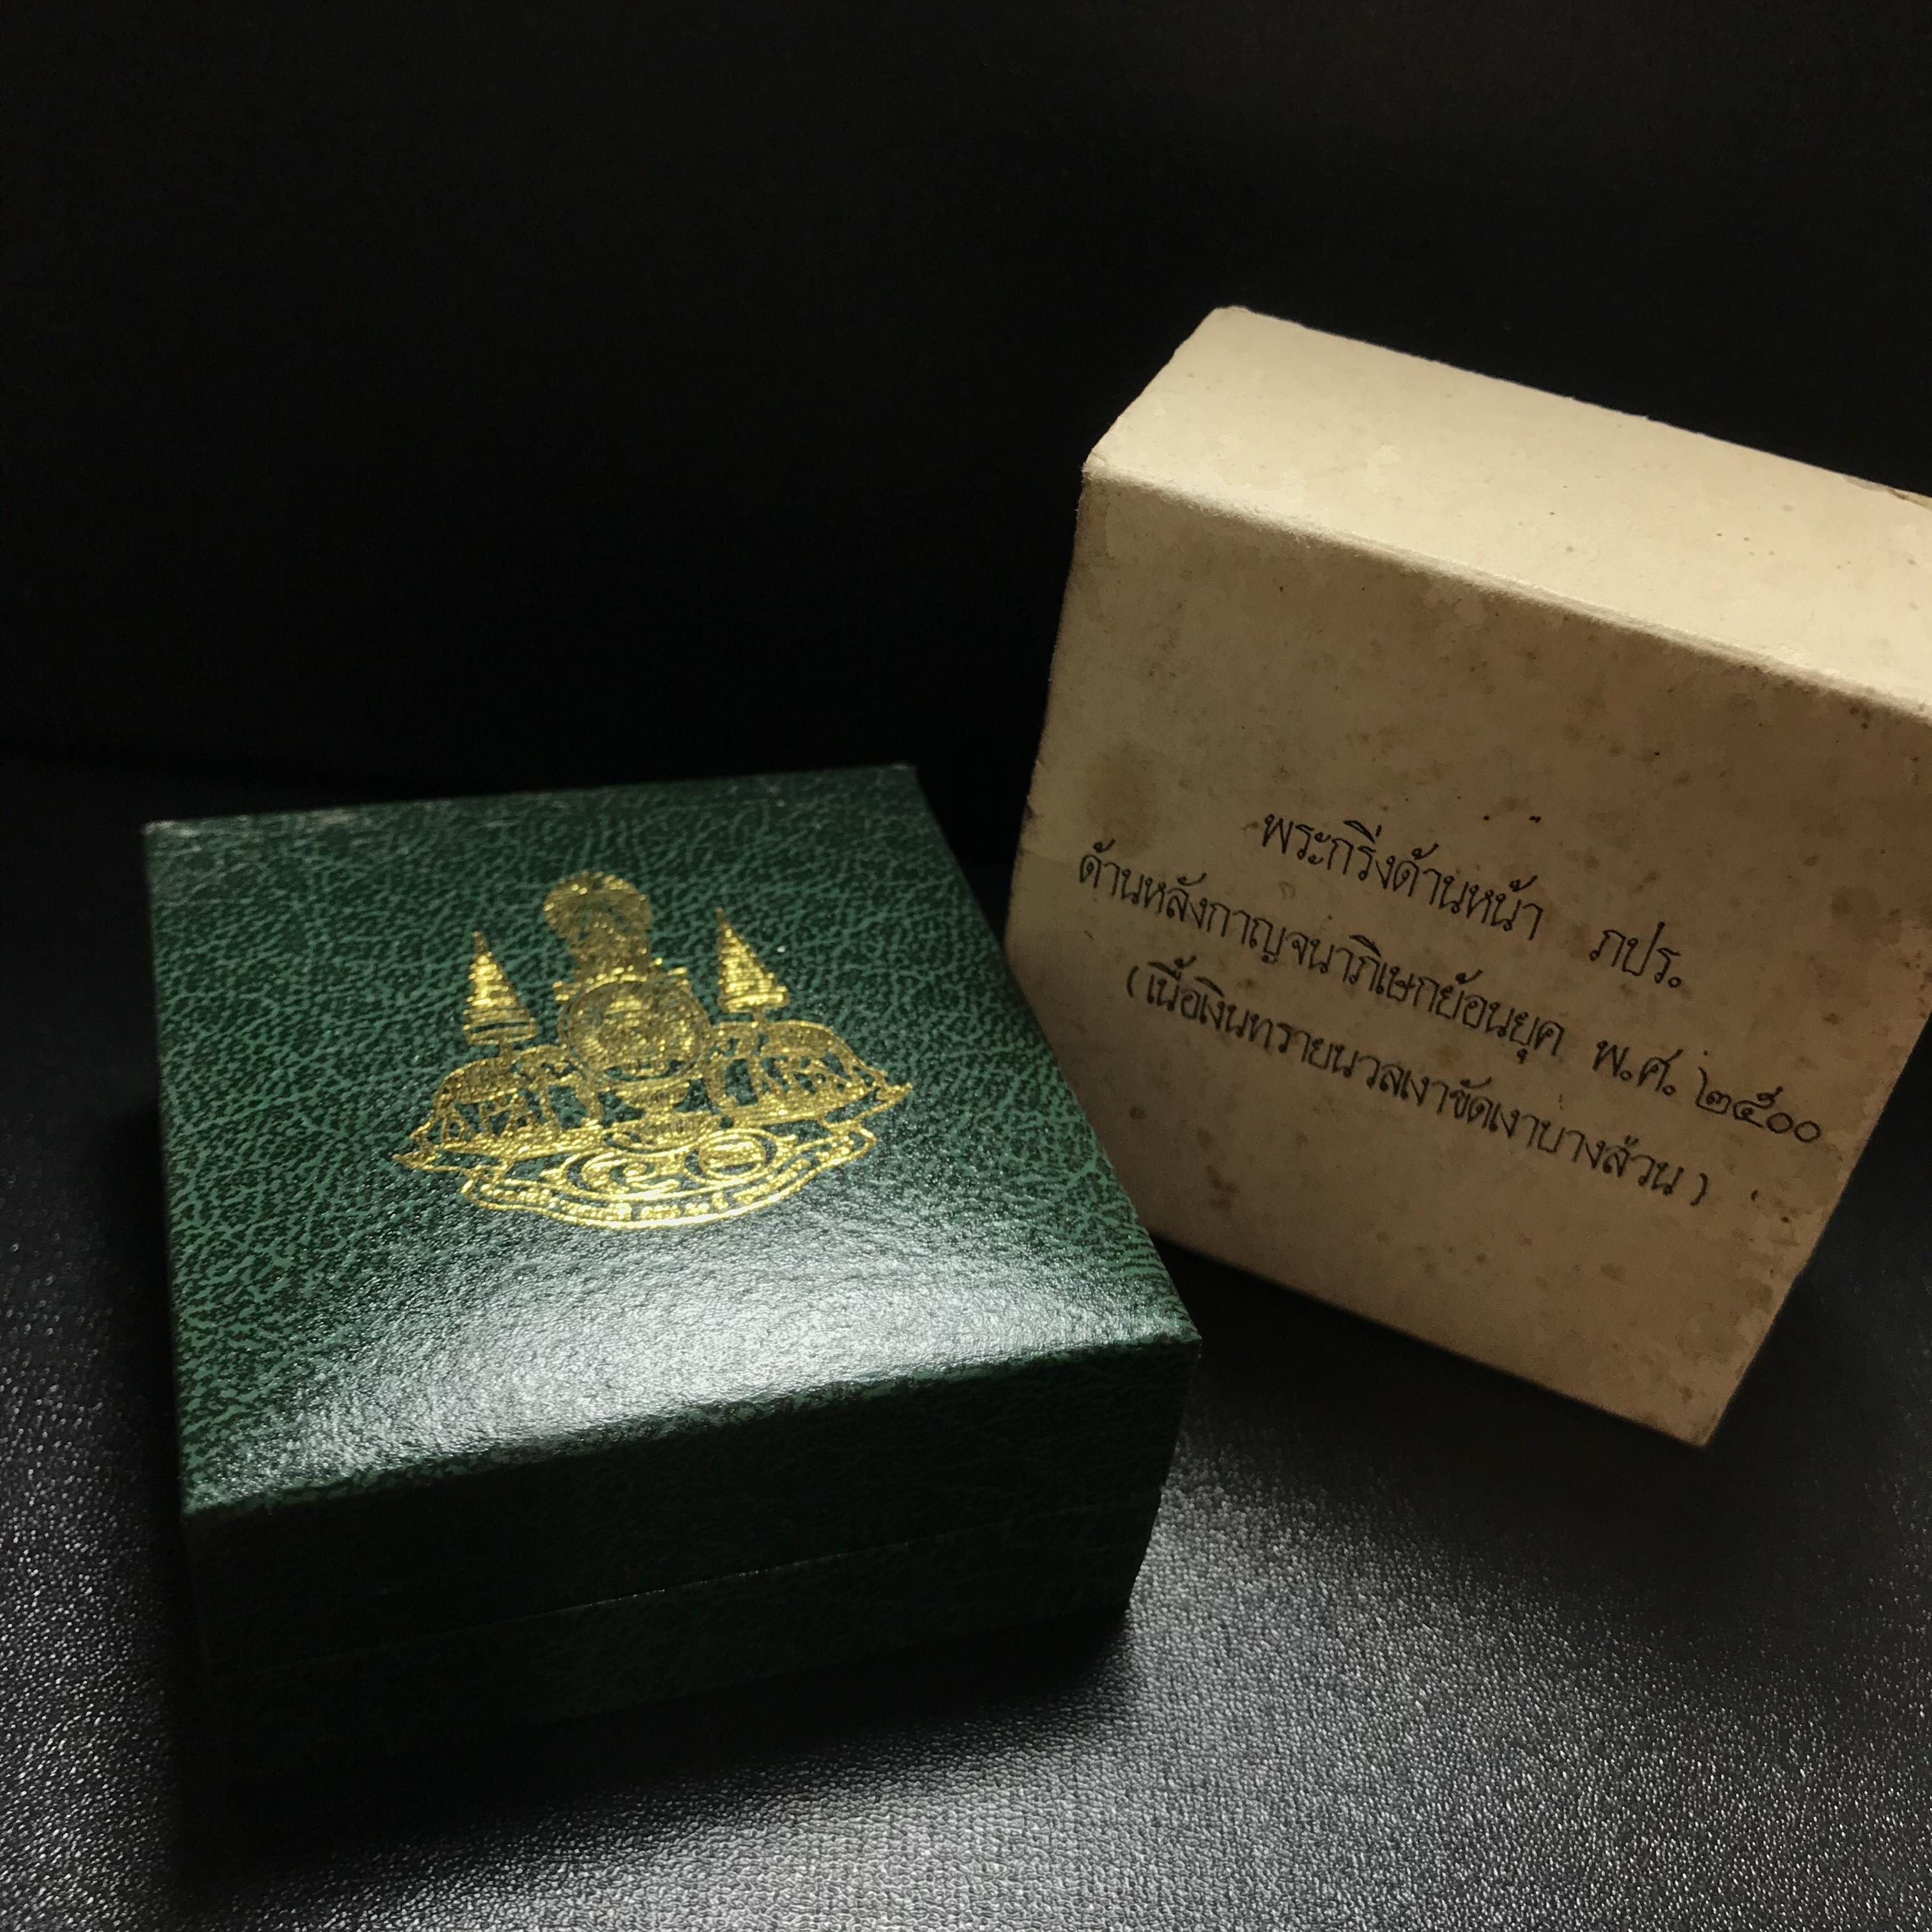 พระกริ่งด้านหน้า ภปร.
ด้านหลังกาญจนาภิเษกย้อนยุค พ.ศ. ๒๕๐๐
(เนื้อเงินทรายนวลเงาขัดเงาบางส่วน)